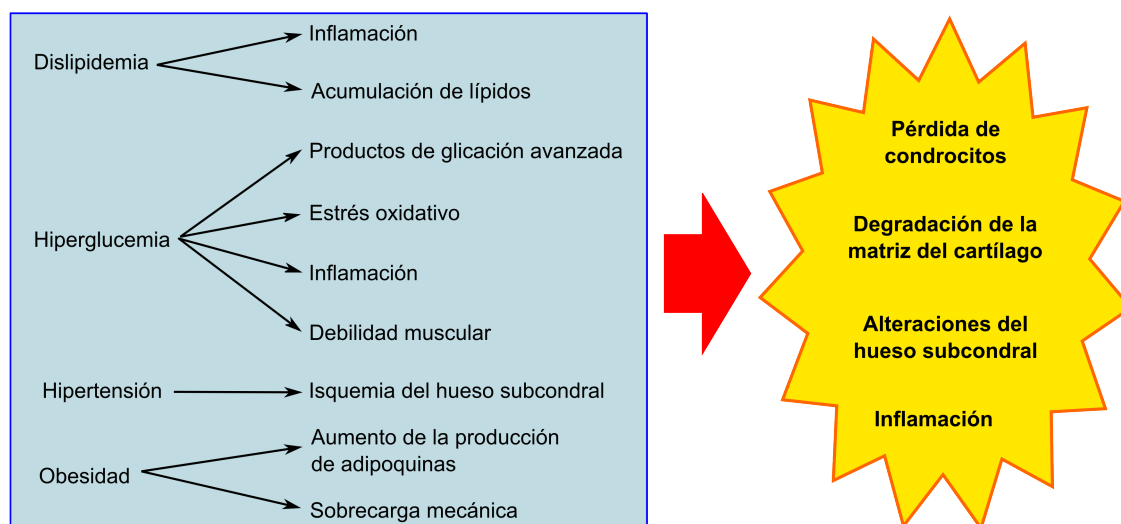 Dislipidemia
Inflamación
Acumulación de lípidos
Hiperglucemia
Productos de glicación avanzada
Estrés oxidativo
Inflamación
Debilidad muscular
Hipertensión
Isquemia del hueso subcondral
Obesidad
Aumento de la producción
de adipoquinas
Sobrecarga mecánica
Pérdida de
condrocitos
Degradación de la
matriz del cartílago
Alteraciones del
hueso subcondral
Inflamación